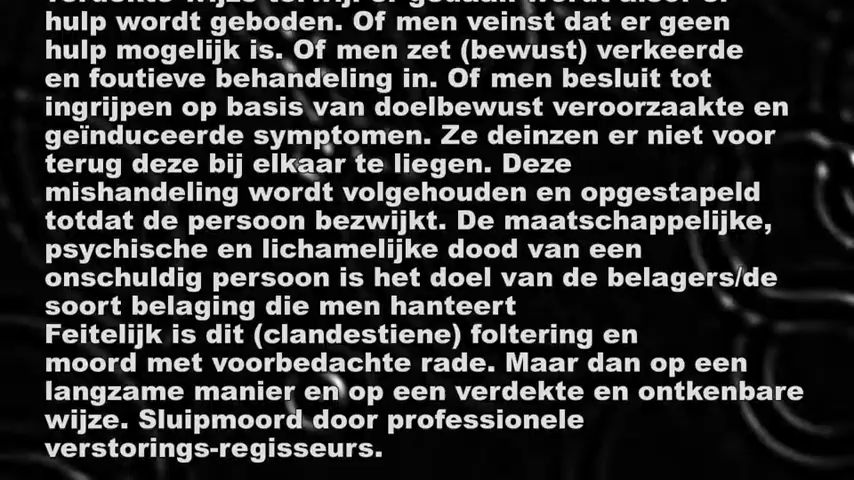 hulp wordt geboden. Of men veinst dat er geen
hulp mogelijk is. Of men zet (bewust) verkeerde
en foutieve behandeling in. Of men besluit tot
ingrijpen op basis van doelbewust veroorzaakte en
geïnduceerde symptomen. Ze deinzen er niet voor
terug deze bij elkaar te liegen. Deze
mishandeling wordt volgehouden en opgestapeld
totdat de persoon bezwijkt. De maatschappelijke,
psychische en lichamelijke dood van een
onschuldig persoon is het doel van de belagers/de
soort belaging die men hanteert
Feitelijk is dit (clandestiene) foltering en
moord met voorbedachte rade. Maar dan op een
langzame manier en op een verdekte en ontkenbare
wijze. Sluipmoord door professionele
verstorings-regisseurs.